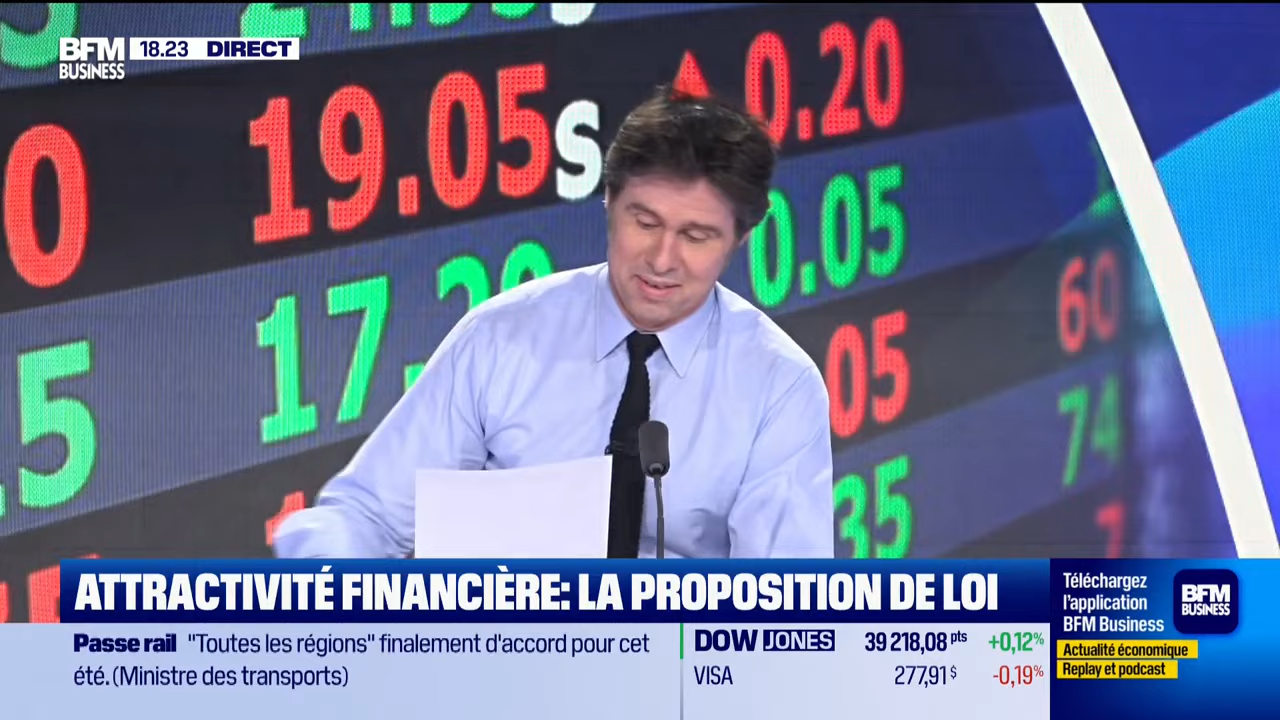 BFM
BUSINESS
18.23 DIRECT
19.05s
0.20
17.20
0.05
05
60
74
35
ATTRACTIVITÉ FINANCIÈRE: LA PROPOSITION DE LOI
Passe rail "Toutes les régions" finalement d'accord pour cet
été. (Ministre des transports)
DOW JONES 39 218,08 pts +0,12%
VISA 277,91 $ -0,19%
Téléchargez
l'application
BFM Business
BFM
BUSINESS
Actualité économique
Replay et podcast